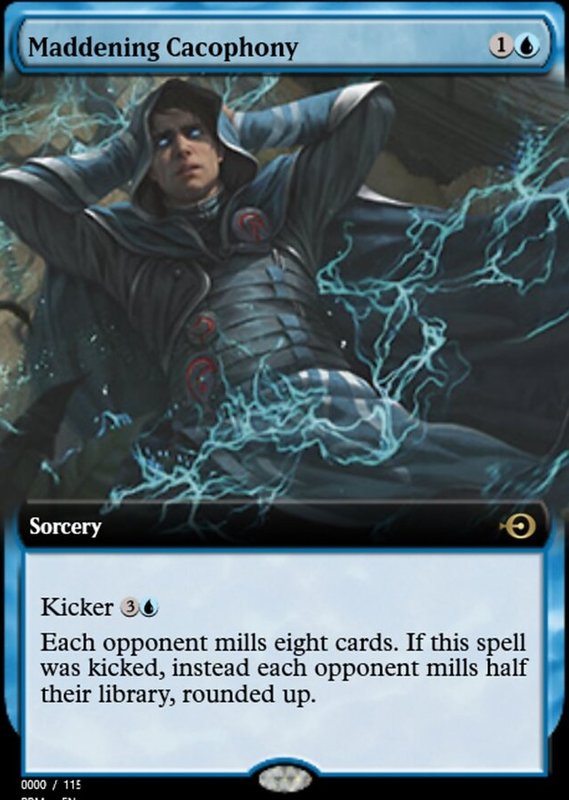 Maddening Cacophony 1
Sorcery
Kicker 3
Each opponent mills eight cards. If this spell
was kicked, instead each opponent mills half
their library, rounded up.
0000 / 115